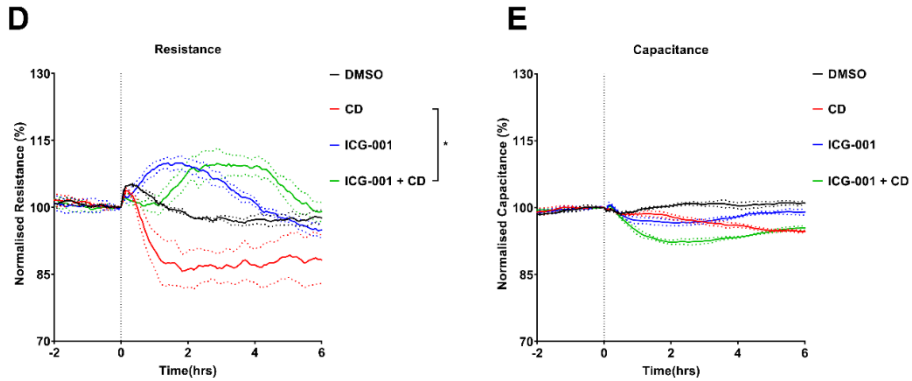 D
Resistance
Normalised Resistance (%)
130
115
100
85
70
-2
0
2
4
6
Time(hrs)
DMSO
CD
ICG-001
ICG-001 + CD
*
E
Capacitance
Normalised Capacitance (%)
130
115
100
85
70
-2
0
2
4
6
Time(hrs)
DMSO
CD
ICG-001
ICG-001 + CD